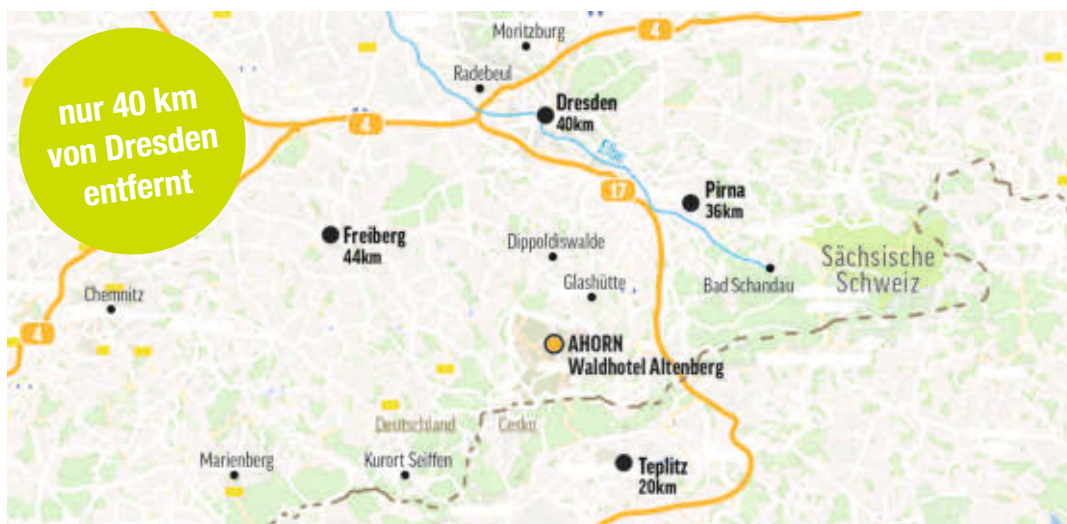 nur 40 km
von Dresden
entfernt
Moritzburg
4
Radebeul
Dresden
40km
4
Elbe
17
Pirna
36km
Freiberg
44km
Dippoldiswalde
Sächsische
Schweiz
Glashütte
Bad Schandau
Chemnitz
4
AHORN
Waldhotel Altenberg
Deutschland
Česko
Marienberg
Kurort Seiffen
Teplitz
20km